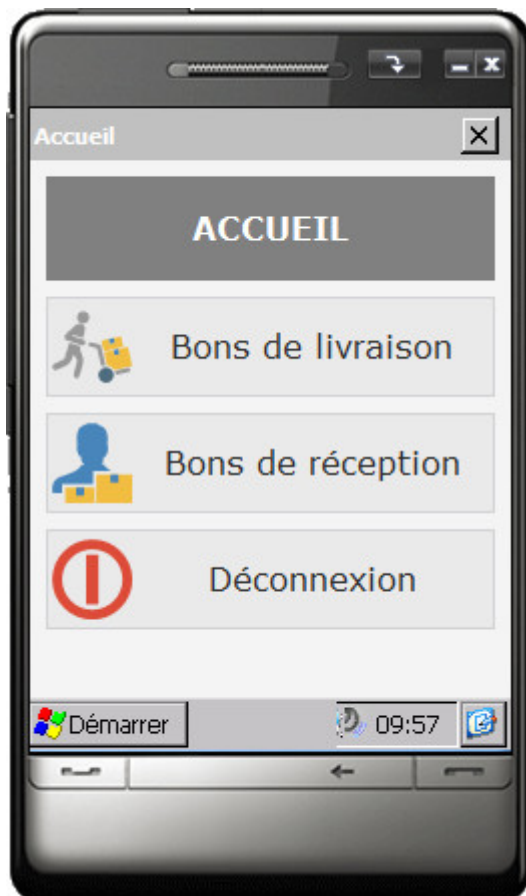 Accueil
ACCUEIL
Bons de livraison
Bons de réception
Déconnexion
Démarrer
09:57